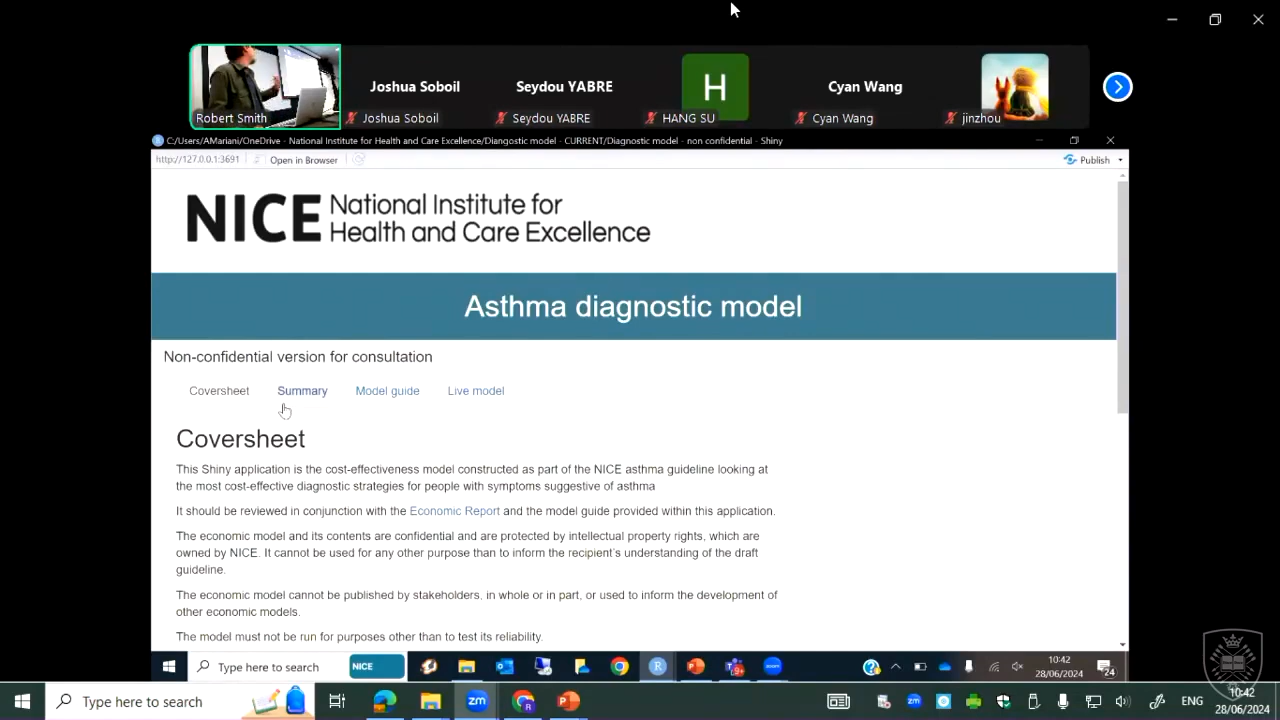 Joshua Soboil
Seydou YABRE
H
Cyan Wang
Robert Smith
Joshua Soboil
Seydou YABRE
HANG SU
Cyan Wang
jinzhou
C:/Users/AMariani/OneDrive - National Institute for Health and Care Excellence/Diangostic model - CURRENT/Diagnostic model - non confidential - Shiny
http://127.0.0.1:3691
Open in Browser
Publish
NICE National Institute for
Health and Care Excellence
Asthma diagnostic model
Non-confidential version for consultation
Coversheet Summary Model guide Live model
Coversheet
This Shiny application is the cost-effectiveness model constructed as part of the NICE asthma guideline looking at
the most cost-effective diagnostic strategies for people with symptoms suggestive of asthma
It should be reviewed in conjunction with the Economic Report and the model guide provided within this application.
The economic model and its contents are confidential and are protected by intellectual property rights, which are
owned by NICE. It cannot be used for any other purpose than to inform the recipient's understanding of the draft
guideline.
The economic model cannot be published by stakeholders, in whole or in part, or used to inform the development of
other economic models.
The model must not be run for purposes other than to test its reliability.
Type here to search
NICE
10:42
28/06/2024
24
Type here to search
zm
ENG
10:42
28/06/2024